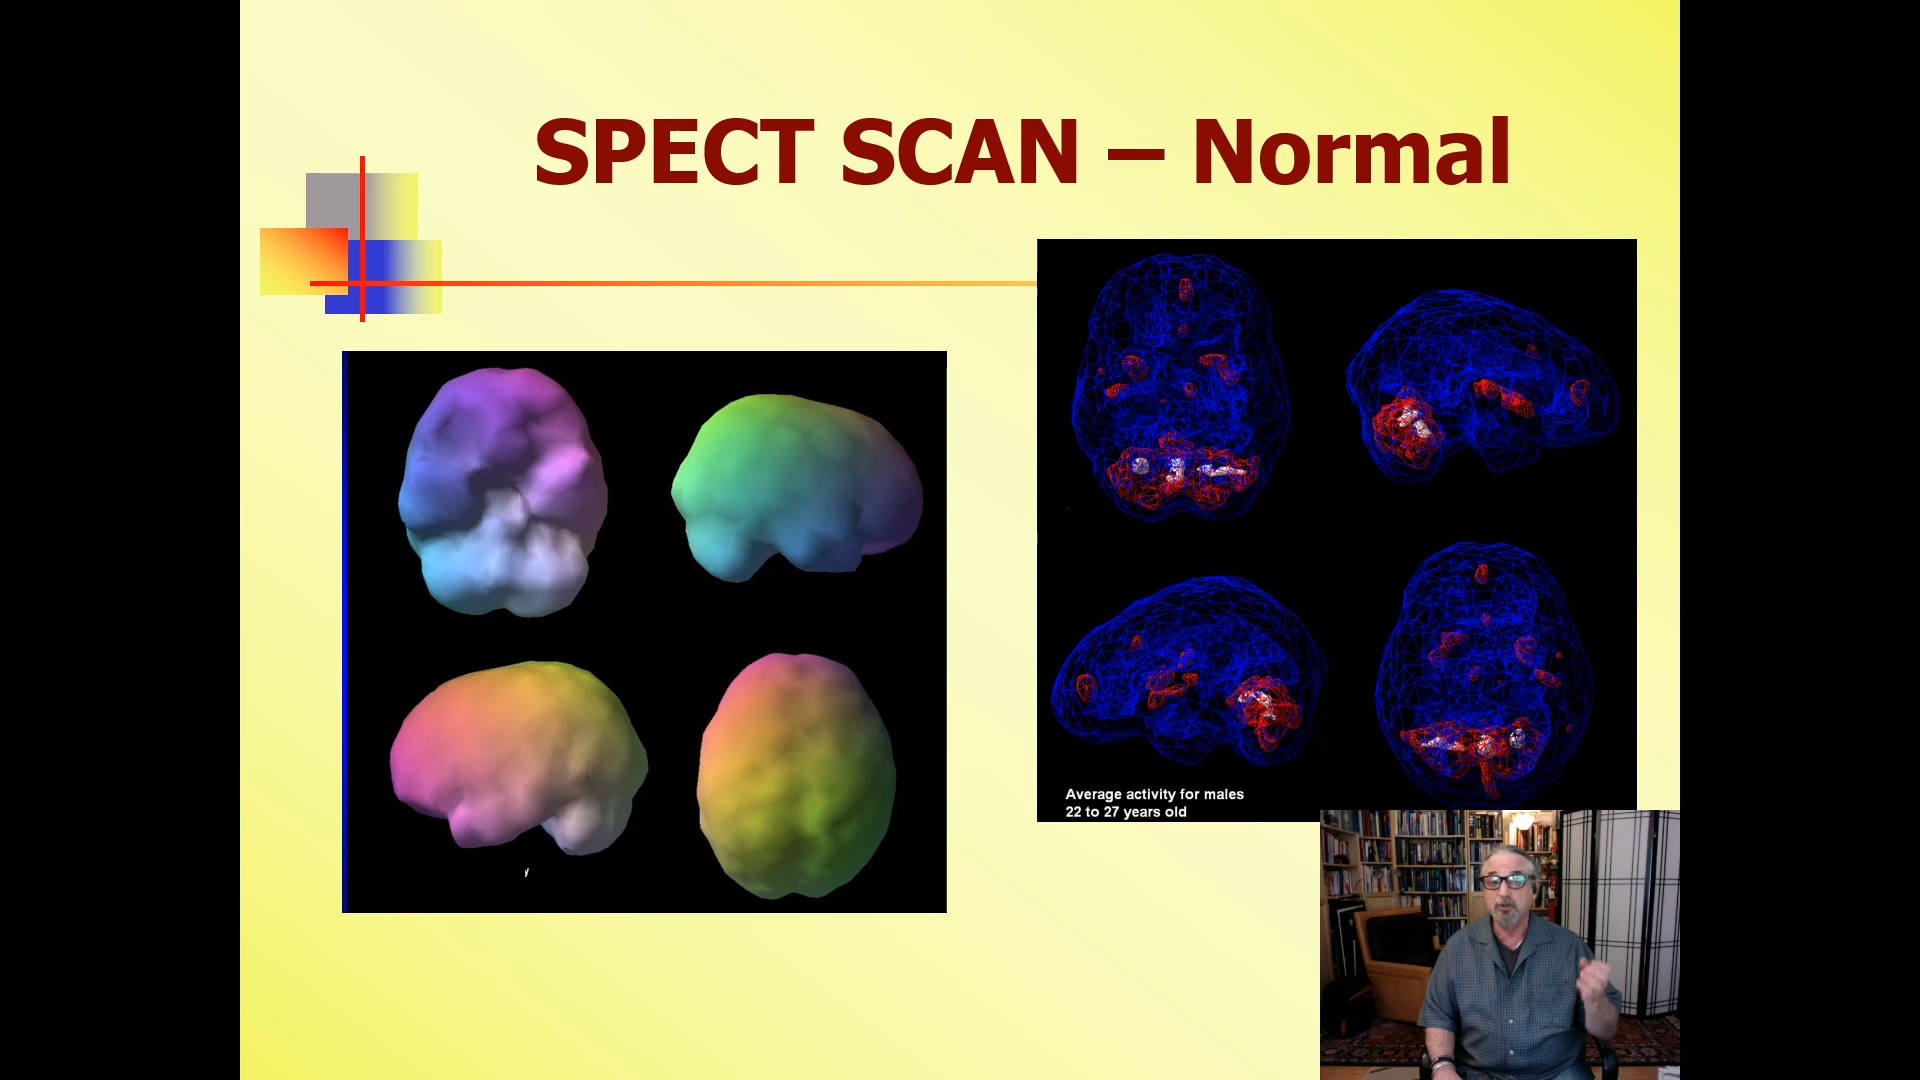 SPECT SCAN – Normal
Average activity for males
22 to 27 years old
y